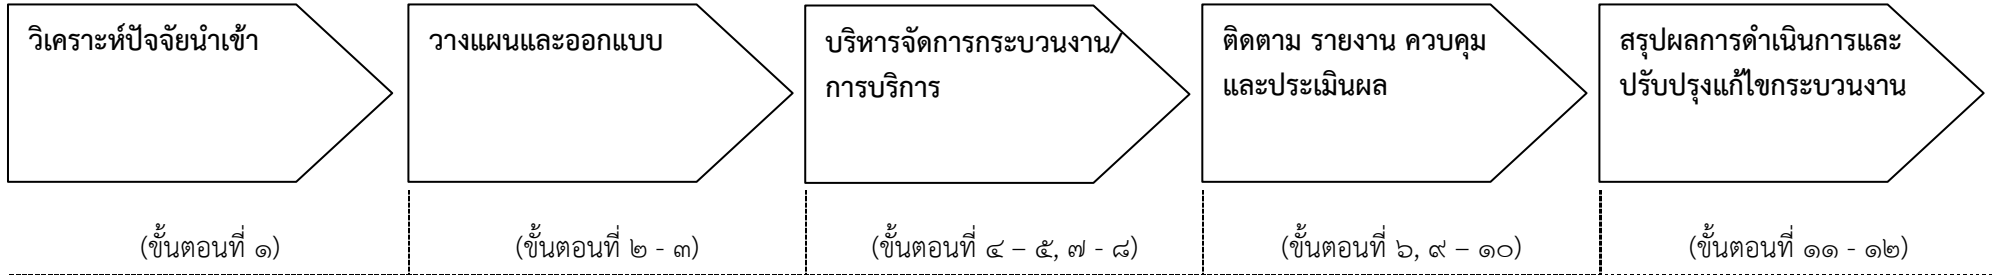 วิเคราะห์ปัจจัยนำเข้า
วางแผนและออกแบบ
บริหารจัดการกระบวนงาน/
การบริการ
ติดตาม รายงาน ควบคุม
และประเมินผล
สรุปผลการดำเนินการและ
ปรับปรุงแก้ไขกระบวนงาน
(ขั้นตอนที่ ๑)
(ขั้นตอนที่ ๒ - ๓)
(ขั้นตอนที่ ๔ – ๕, ๗ - ๘)
(ขั้นตอนที่ ๖, ๙ – ๑๐)
(ขั้นตอนที่ ๑๑ - ๑๒)